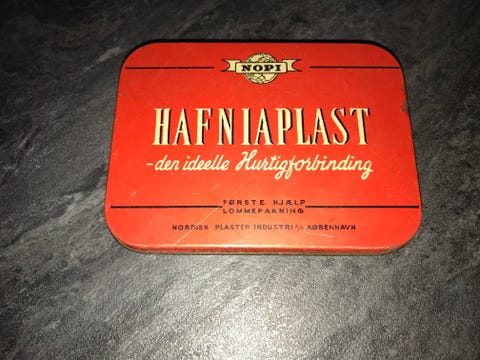 NOPI
HAFNIAPLAST
-den ideelle Hurtigforbinding
FØRSTE HJÆLP
LOMMEPAKNING
NORDISK PLASTER INDUSTRI A/S KØBENHAVN